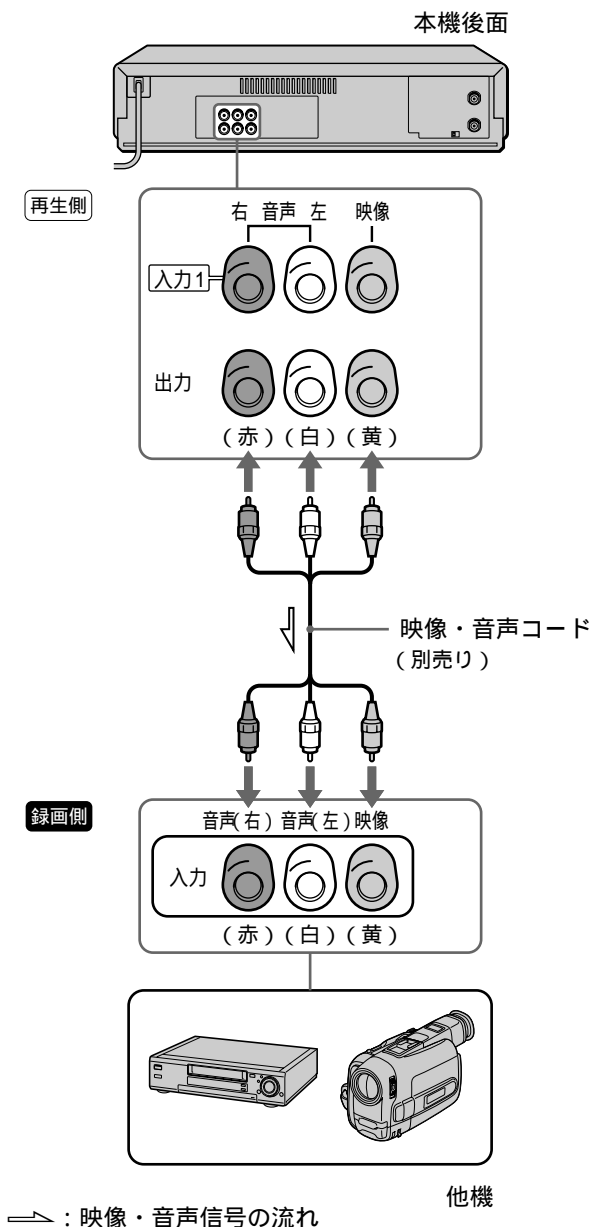 本機後面
再生側
右 音声 左 映像
入力1
出力
(赤)(白)(黄)
映像・音声コード
(別売り)
録画側
音声(右) 音声(左) 映像
入力
(赤)(白)(黄)
他機
：映像・音声信号の流れ